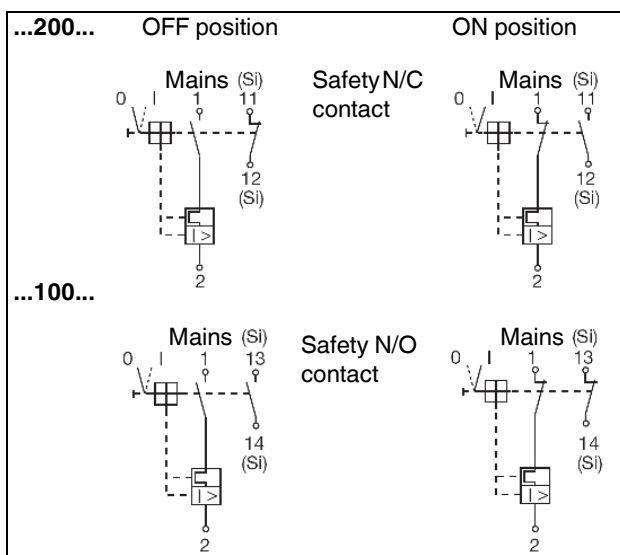 ...200... OFF position ON position
Mains (Si) Safety N/C Mains (Si)
0 I 1 11 contact 0 I 1 11
12 12
(Si) (Si)
I > I >
2 2
...100...
Mains (Si) Safety N/O Mains (Si)
0 I 1 13 contact 0 I 1 13
14 14
(Si) (Si)
I > I >
2 2